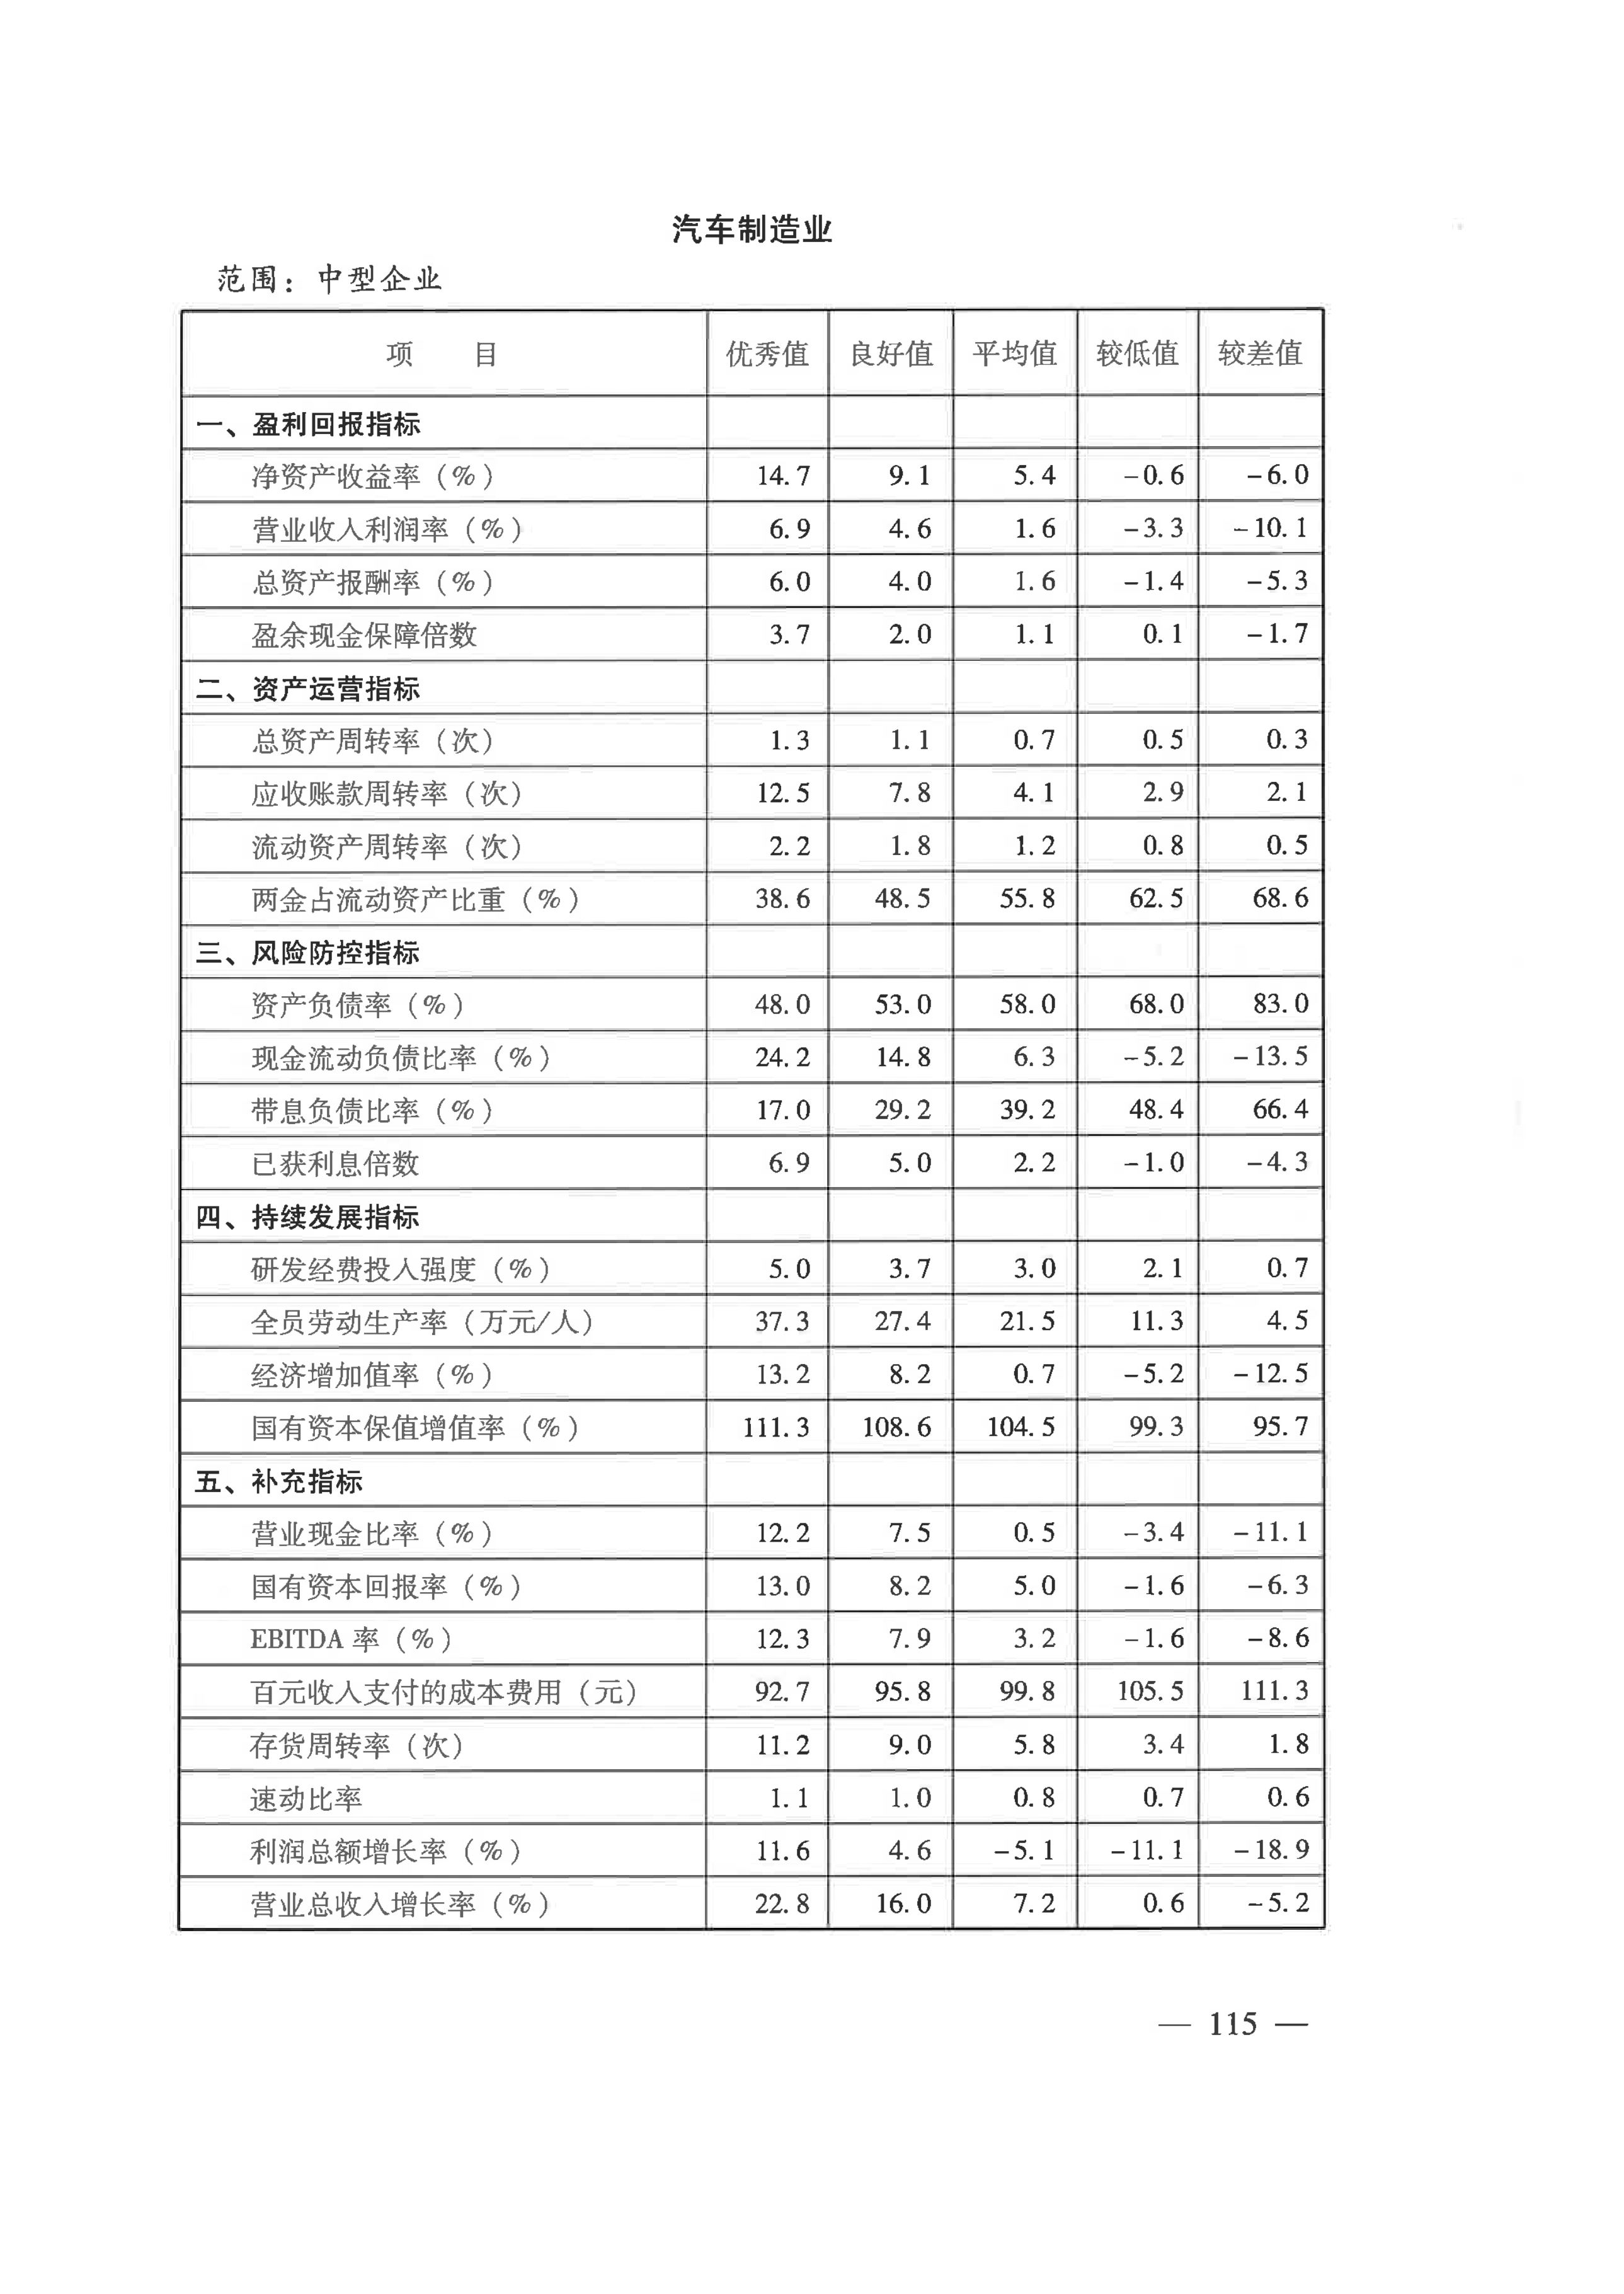 汽车制造业
范围：中型企业
项 目 优秀值 良好值 平均值 较低值 较差值
一、盈利回报指标
净资产收益率（%） 14.7 9.1 5.4 -0.6 -6.0
营业收入利润率（%） 6.9 4.6 1.6 -3.3 -10.1
总资产报酬率（%） 6.0 4.0 1.6 -1.4 -5.3
盈余现金保障倍数 3.7 2.0 1.1 0.1 -1.7
二、资产运营指标
总资产周转率（次） 1.3 1.1 0.7 0.5 0.3
应收账款周转率（次） 12.5 7.8 4.1 2.9 2.1
流动资产周转率（次） 2.2 1.8 1.2 0.8 0.5
两金占流动资产比重（%） 38.6 48.5 55.8 62.5 68.6
三、风险防控指标
资产负债率（%） 48.0 53.0 58.0 68.0 83.0
现金流动负债比率（%） 24.2 14.8 6.3 -5.2 -13.5
带息负债比率（%） 17.0 29.2 39.2 48.4 66.4
已获利息倍数 6.9 5.0 2.2 -1.0 -4.3
四、持续发展指标
研发经费投入强度（%） 5.0 3.7 3.0 2.1 0.7
全员劳动生产率（万元/人） 37.3 27.4 21.5 11.3 4.5
经济增加值率（%） 13.2 8.2 0.7 -5.2 -12.5
国有资本保值增值率（%） 111.3 108.6 104.5 99.3 95.7
五、补充指标
营业现金比率（%） 12.2 7.5 0.5 -3.4 -11.1
国有资本回报率（%） 13.0 8.2 5.0 -1.6 -6.3
EBITDA 率（%） 12.3 7.9 3.2 -1.6 -8.6
百元收入支付的成本费用（元） 92.7 95.8 99.8 105.5 111.3
存货周转率（次） 11.2 9.0 5.8 3.4 1.8
速动比率 1.1 1.0 0.8 0.7 0.6
利润总额增长率（%） 11.6 4.6 -5.1 -11.1 -18.9
营业总收入增长率（%） 22.8 16.0 7.2 0.6 -5.2
— 115 —